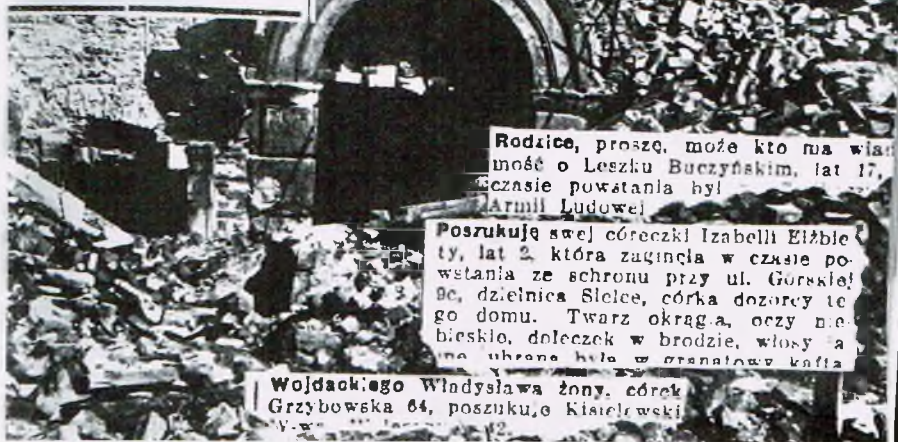 Rodzice, proszę, może kto ma wiad
mość o Leszku Buczyńskim, lat 17,
czasie powstania był
Armii Ludowej
Poszukuję swej córeczki Izabelli Elżbie
ty, lat 2, która zaginęła w czasie po-
wstania ze schronu przy ul. Górskiej
9c, dzielnica Sielce, córka dozorcy te
go domu. Twarz okrągła, oczy nie-
bieskie, dołeczek w brodzie, włosy
ubrana była w granatowy kafta
Wojdackiego Władysława żony, córek
Grzybowska 64, poszukuje Kisielewski